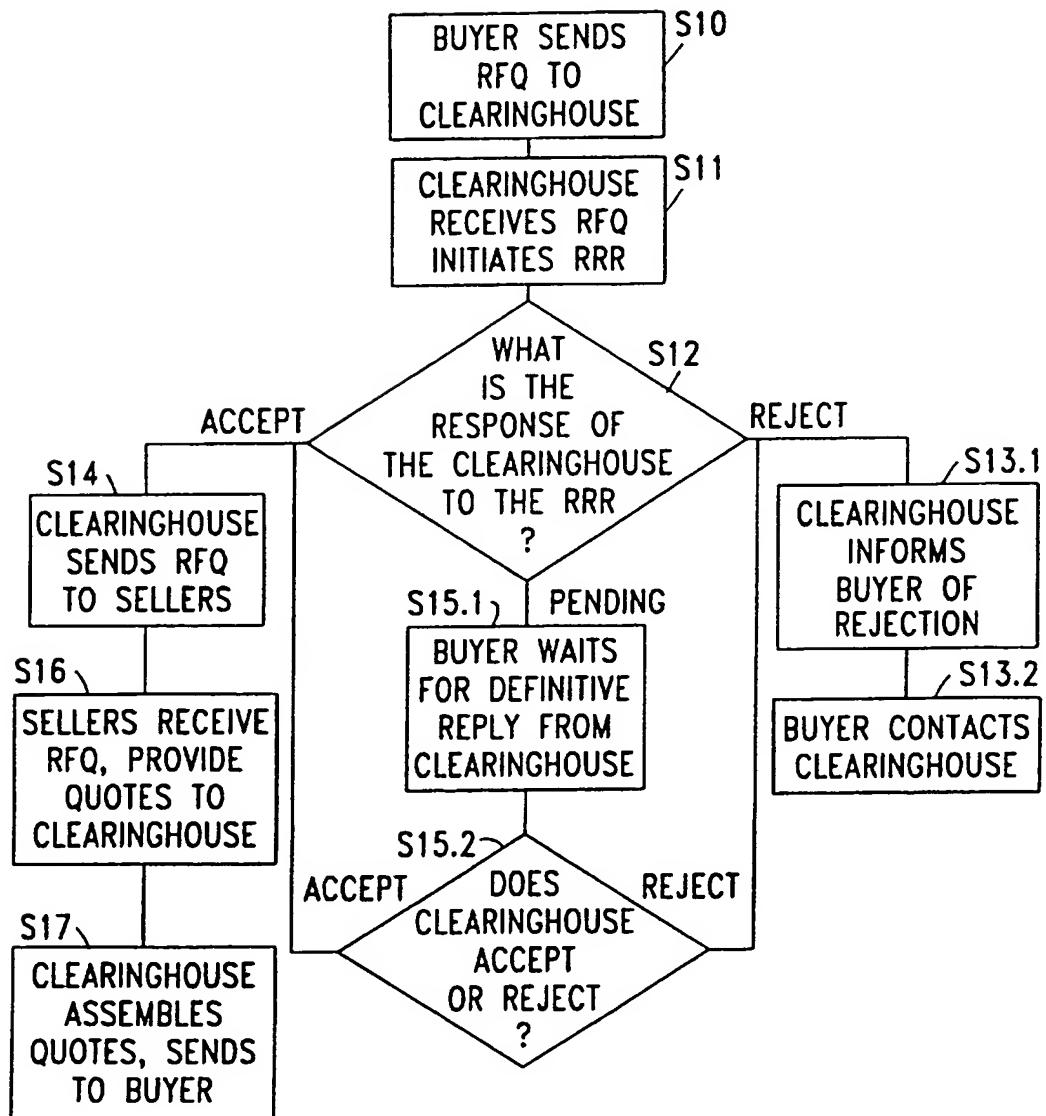 S10
BUYER SENDS
RFQ TO
CLEARINGHOUSE
S11
CLEARINGHOUSE
RECEIVES RFQ
INITIATES RRR
S12
WHAT
IS THE
RESPONSE OF
THE CLEARINGHOUSE
TO THE RRR
?
ACCEPT
REJECT
PENDING
S14
CLEARINGHOUSE
SENDS RFQ
TO SELLERS
S16
SELLERS RECEIVE
RFQ, PROVIDE
QUOTES TO
CLEARINGHOUSE
S17
CLEARINGHOUSE
ASSEMBLES
QUOTES, SENDS
TO BUYER
S15.1
BUYER WAITS
FOR DEFINITIVE
REPLY FROM
CLEARINGHOUSE
S15.2
ACCEPT
REJECT
DOES
CLEARINGHOUSE
ACCEPT
OR REJECT
?
S13.1
CLEARINGHOUSE
INFORMS
BUYER OF
REJECTION
S13.2
BUYER CONTACTS
CLEARINGHOUSE